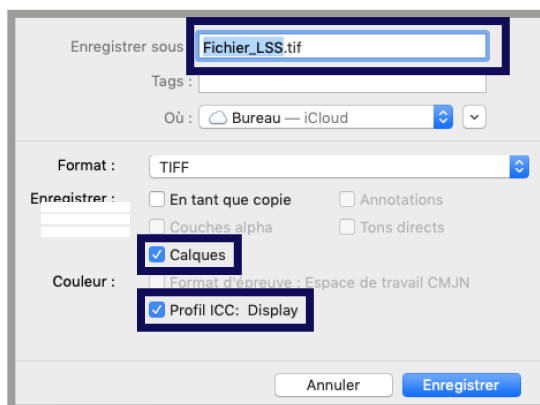 Enregistrer sous : Fichier_LSS.tif
Tags :
Où : Bureau — iCloud
Format : TIFF
Enregistrer : En tant que copie Annotations
Couches alpha Tons directs
Calques
Couleur : Format d'épreuve : Espace de travail CMJN
Profil ICC: Display
Annuler Enregistrer